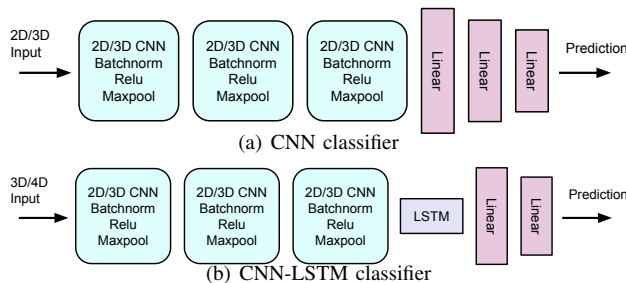 2D/3D
Input
2D/3D CNN
Batchnorm
Relu
Maxpool
2D/3D CNN
Batchnorm
Relu
Maxpool
2D/3D CNN
Batchnorm
Relu
Maxpool
Linear
Linear
Linear
Prediction
(a) CNN classifier
3D/4D
Input
2D/3D CNN
Batchnorm
Relu
Maxpool
2D/3D CNN
Batchnorm
Relu
Maxpool
2D/3D CNN
Batchnorm
Relu
Maxpool
LSTM
Linear
Linear
Prediction
(b) CNN-LSTM classifier